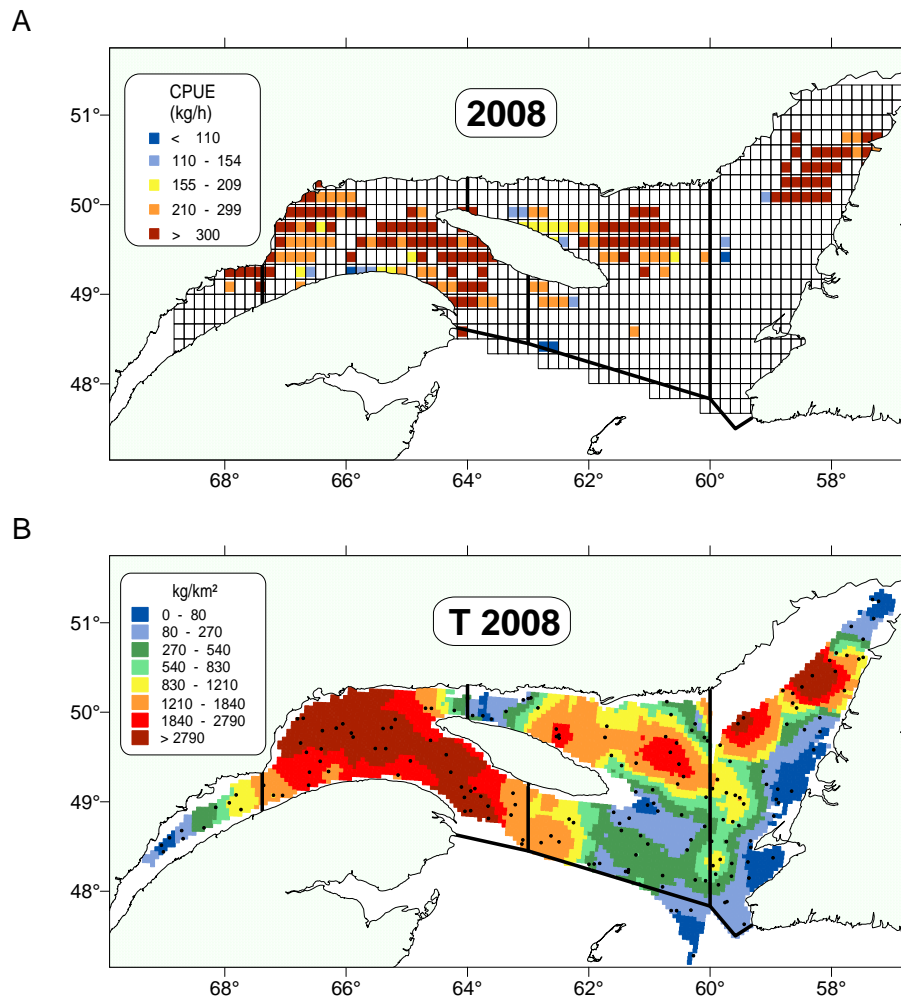 A
CPUE
(kg/h)
< 110
110 - 154
155 - 209
210 - 299
> 300
2008
51°
50°
49°
48°
68° 66° 64° 62° 60° 58°
B
kg/km²
0 - 80
80 - 270
270 - 540
540 - 830
830 - 1210
1210 - 1840
1840 - 2790
> 2790
T 2008
51°
50°
49°
48°
68° 66° 64° 62° 60° 58°